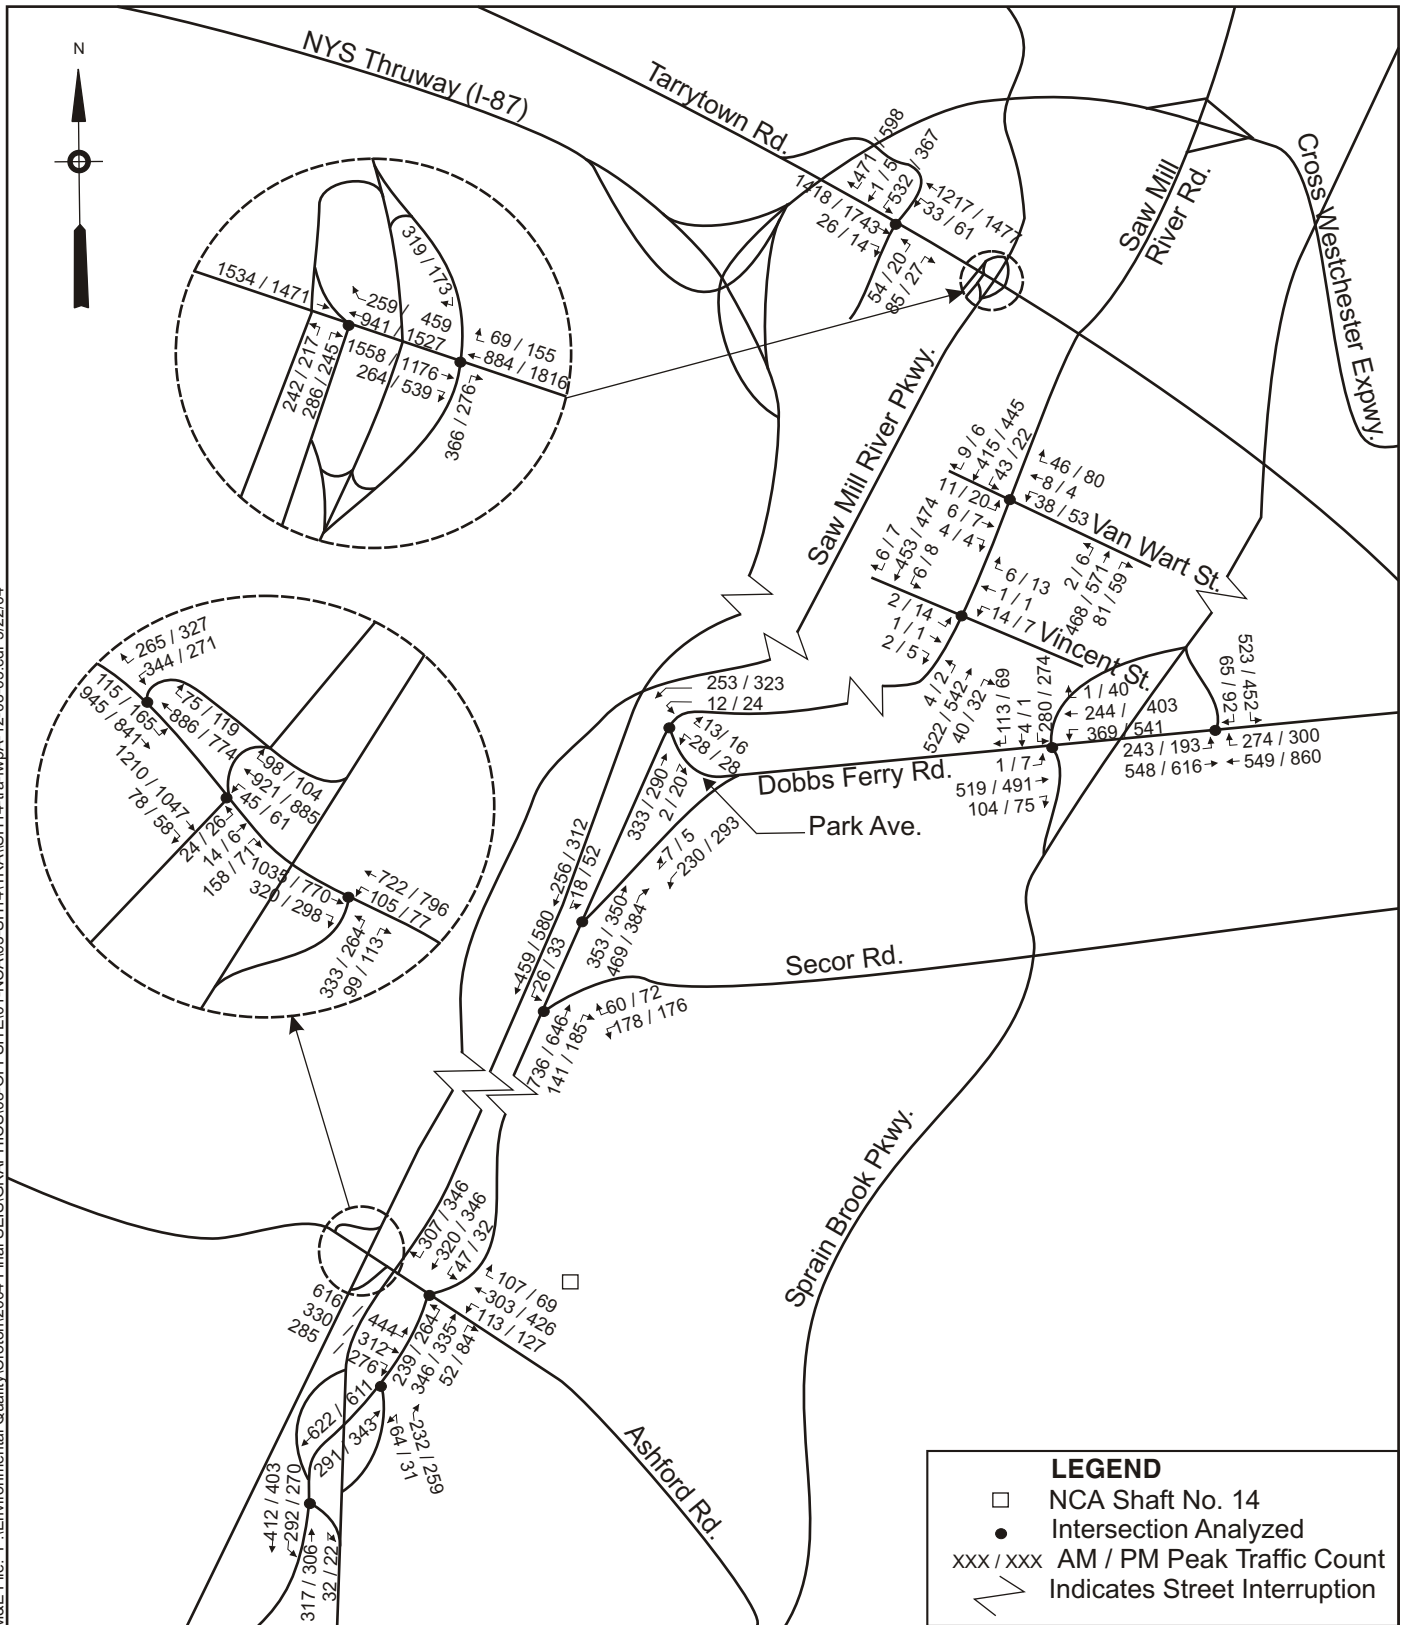 N
NYS Thruway (I-87)
Tarrytown Rd.
Saw Mill
River Rd.
Cross Westchester Expwy.
471 / 598
1 / 5
532 / 367
1217 / 1477
33 / 61
1418 / 1743
26 / 14
54 / 20
85 / 27
1534 / 1471
319 / 173
259 / 459
941 / 1527
69 / 155
884 / 1816
1558 / 1176
264 / 539
242 / 217
286 / 245
366 / 276
Saw Mill River Pkwy.
9 / 6
415 / 445
43 / 22
46 / 80
8 / 4
38 / 53
11 / 20
6 / 7
4 / 4
Van Wart St.
2 / 6
468 / 571
81 / 59
6 / 7
453 / 474
6 / 8
6 / 13
1 / 1
14 / 7
2 / 14
1 / 1
2 / 5
Vincent St.
4 / 2
522 / 542
40 / 32
113 / 69
4 / 1
280 / 274
1 / 40
244 / 403
369 / 541
1 / 7
519 / 491
104 / 75
523 / 452
65 / 92
243 / 193
548 / 616
274 / 300
549 / 860
253 / 323
12 / 24
13 / 16
28 / 28
333 / 290
2 / 20
Dobbs Ferry Rd.
Park Ave.
7 / 5
230 / 293
256 / 312
18 / 52
353 / 350
469 / 384
459 / 580
26 / 33
Secor Rd.
60 / 72
178 / 176
736 / 646
141 / 185
265 / 327
344 / 271
115 / 165
945 / 841
75 / 119
886 / 774
98 / 104
921 / 885
45 / 61
1210 / 1047
78 / 58
24 / 26
14 / 6
158 / 71
1035 / 770
320 / 298
722 / 796
105 / 77
333 / 264
99 / 113
Sprain Brook Pkwy.
307 / 346
320 / 346
47 / 32
107 / 69
303 / 426
113 / 127
616 / 444
330 / 312
285 / 276
239 / 264
346 / 335
52 / 84
622 / 611
291 / 343
232 / 259
64 / 31
412 / 403
292 / 270
317 / 306
32 / 22
Ashford Rd.
LEGEND
NCA Shaft No. 14
Intersection Analyzed
XXX / XXX AM / PM Peak Traffic Count
Indicates Street Interruption